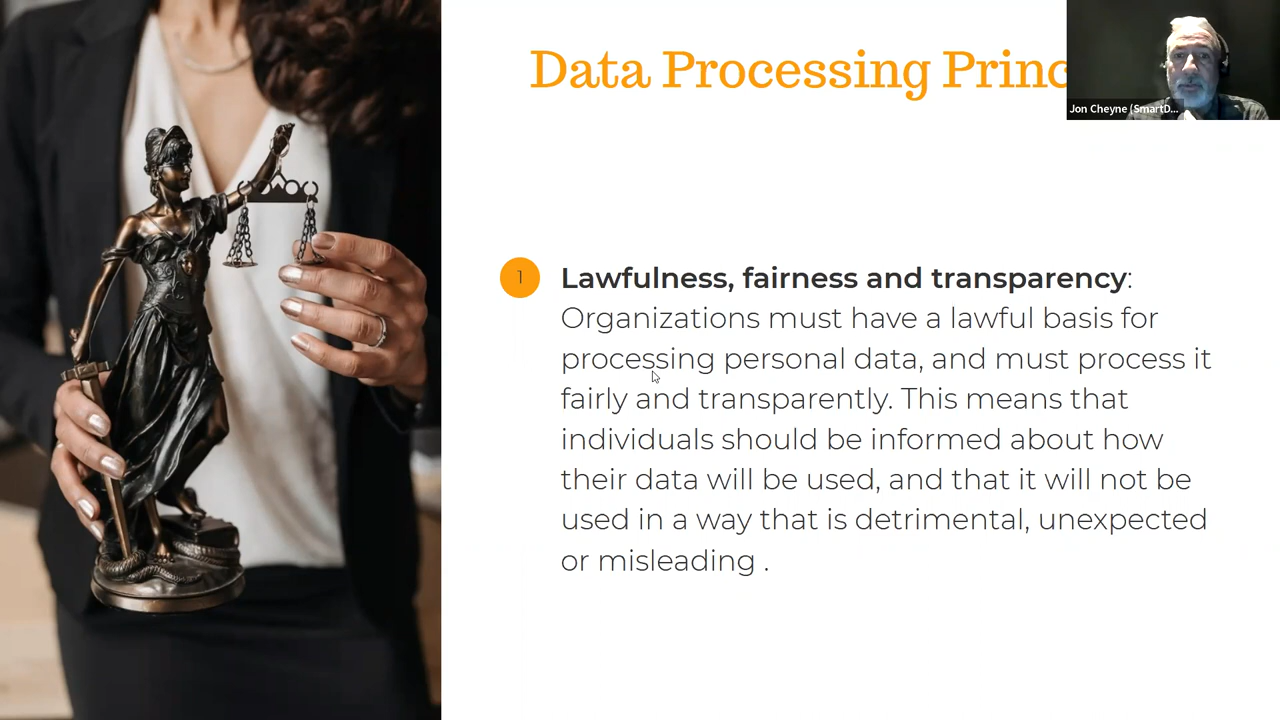 Data Processing Princ
Jon Cheyne (SmartD...
1
Lawfulness, fairness and transparency:
Organizations must have a lawful basis for
processing personal data, and must process it
fairly and transparently. This means that
individuals should be informed about how
their data will be used, and that it will not be
used in a way that is detrimental, unexpected
or misleading .